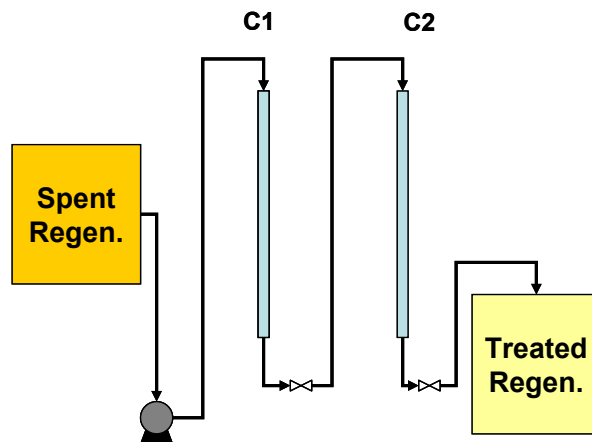 C1
C2
Spent
Regen.
Treated
Regen.